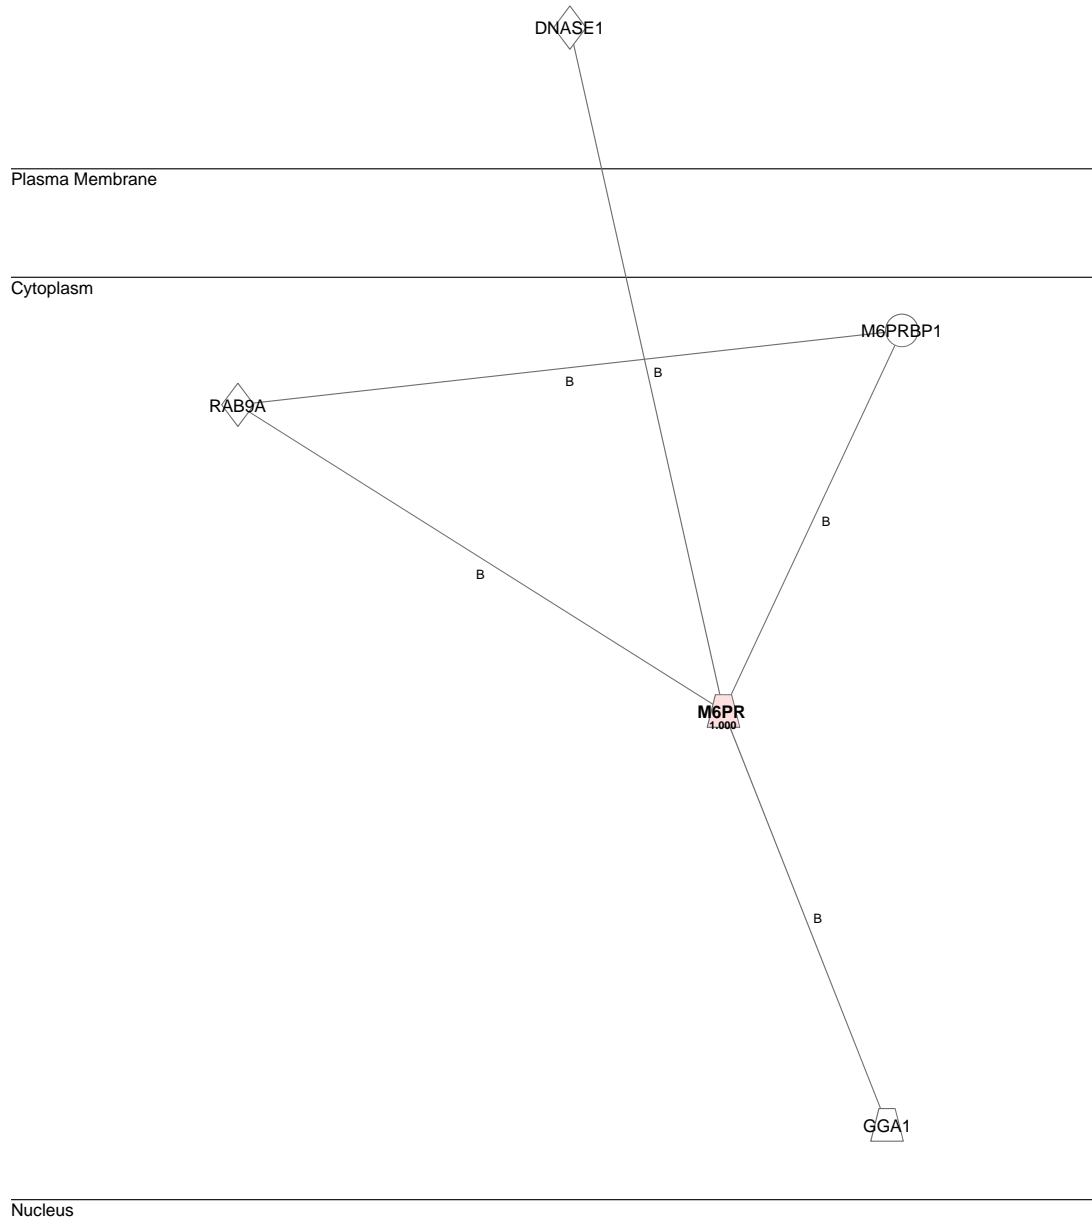 DNASE1
Plasma Membrane
Cytoplasm
M6PRBP1
B
B
RAB9A
B
B
M6PR
1.000
B
GGA1
Nucleus